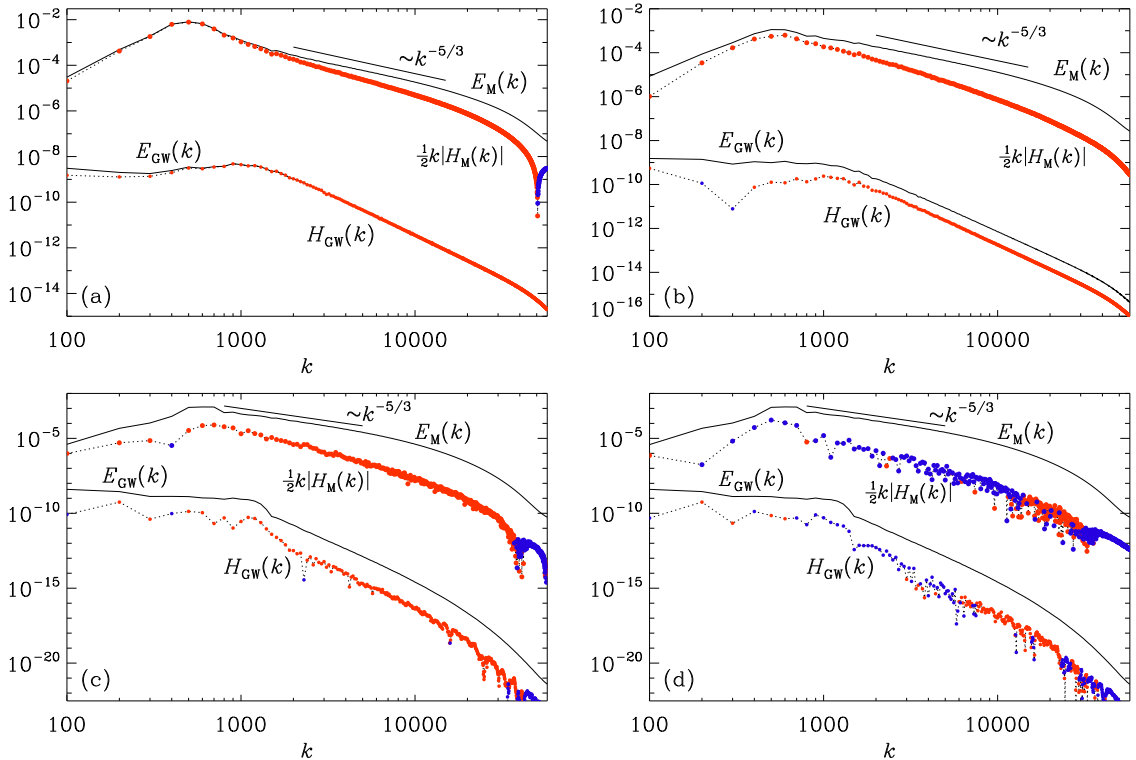 10⁻²
10⁻⁴
10⁻⁶
10⁻⁸
10⁻¹⁰
10⁻¹²
10⁻¹⁴
~k⁻⁵/³
E_M(k)
½k|H_M(k)|
E_GW(k)
H_GW(k)
(a)
100 1000 10000
k
10⁻²
10⁻⁴
10⁻⁶
10⁻⁸
10⁻¹⁰
10⁻¹²
10⁻¹⁴
10⁻¹⁶
~k⁻⁵/³
E_M(k)
E_GW(k)
½k|H_M(k)|
H_GW(k)
(b)
100 1000 10000
k
10⁻⁵
10⁻¹⁰
10⁻¹⁵
10⁻²⁰
~k⁻⁵/³
E_M(k)
E_GW(k)
½k|H_M(k)|
H_GW(k)
(c)
100 1000 10000
k
10⁻⁵
10⁻¹⁰
10⁻¹⁵
10⁻²⁰
~k⁻⁵/³
E_M(k)
E_GW(k)
½k|H_M(k)|
H_GW(k)
(d)
100 1000 10000
k